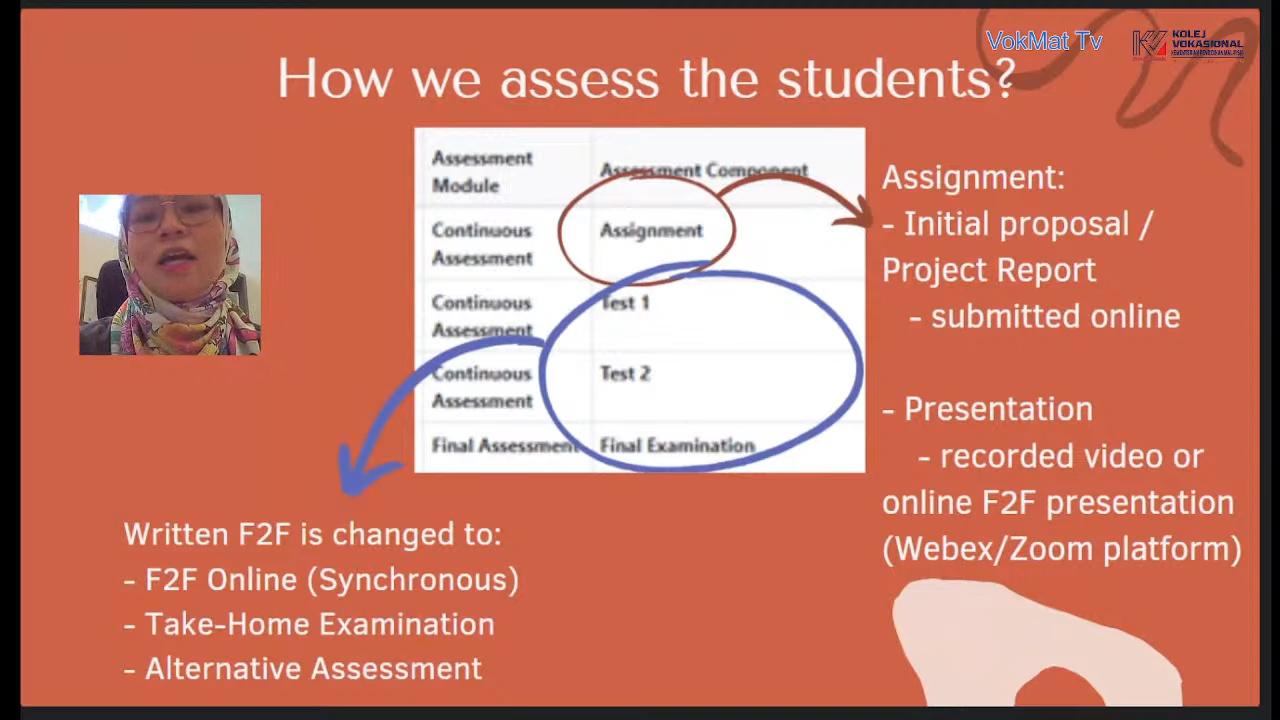 VokMat Tv
KOLEJ
VOKASIONAL
How we assess the students?
Assessment
Module
Assessment Component
Continuous
Assessment
Assignment
Continuous
Assessment
Test 1
Continuous
Assessment
Test 2
Final Assessment
Final Examination
Assignment:
- Initial proposal /
Project Report
- submitted online
- Presentation
- recorded video or
online F2F presentation
(Webex/Zoom platform)
Written F2F is changed to:
- F2F Online (Synchronous)
- Take-Home Examination
- Alternative Assessment